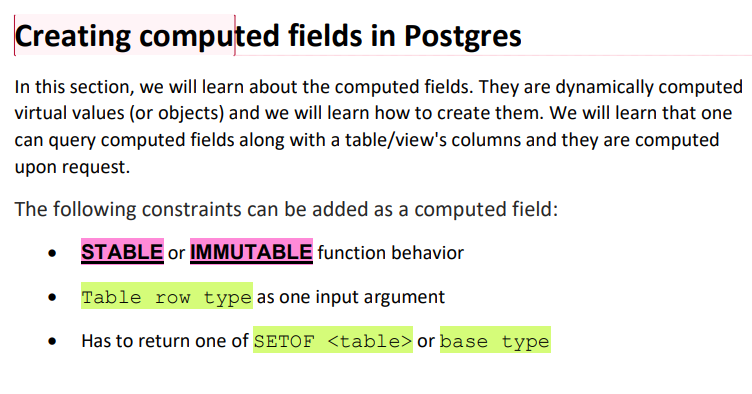 Creating computed fields in Postgres
In this section, we will learn about the computed fields. They are dynamically computed
virtual values (or objects) and we will learn how to create them. We will learn that one
can query computed fields along with a table/view's columns and they are computed
upon request.
The following constraints can be added as a computed field:
• STABLE or IMMUTABLE function behavior
• Table row type as one input argument
• Has to return one of SETOF <table> or base type